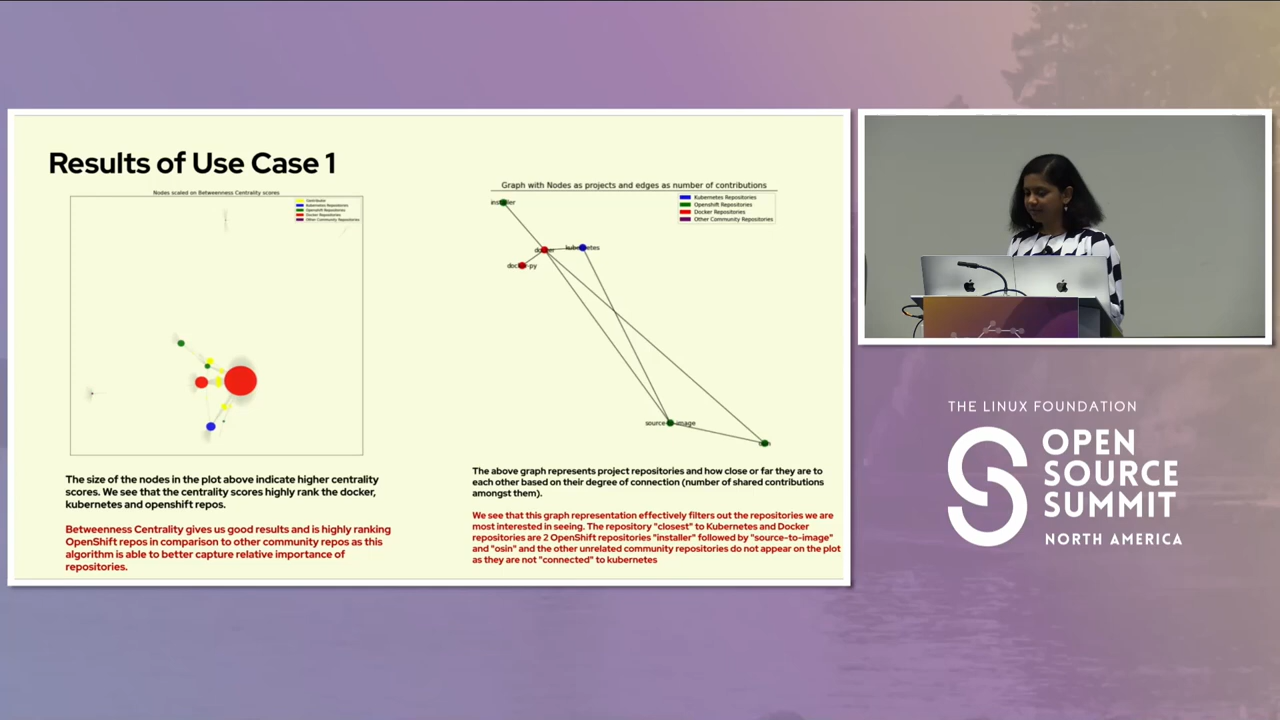 Results of Use Case 1
Nodes scaled on Betweenness Centrality scores
Contributor
Kubernetes Repositories
Openshift Repositories
Docker Repositories
Other Community Repositories
The size of the nodes in the plot above indicate higher centrality
scores. We see that the centrality scores highly rank the docker,
kubernetes and openshift repos.
Betweenness Centrality gives us good results and is highly ranking
OpenShift repos in comparison to other community repos as this
algorithm is able to better capture relative importance of
repositories.
Graph with Nodes as projects and edges as number of contributions
Kubernetes Repositories
Openshift Repositories
Docker Repositories
Other Community Repositories
installer
docker
kubernetes
docker-py
source-to-image
osin
The above graph represents project repositories and how close or far they are to
each other based on their degree of connection (number of shared contributions
amongst them).
We see that this graph representation effectively filters out the repositories we are
most interested in seeing. The repository "closest" to Kubernetes and Docker
repositories are 2 OpenShift repositories "installer" followed by "source-to-image"
and "osin" and the other unrelated community repositories do not appear on the plot
as they are not "connected" to kubernetes
THE LINUX FOUNDATION
OPEN
SOURCE
SUMMIT
NORTH AMERICA